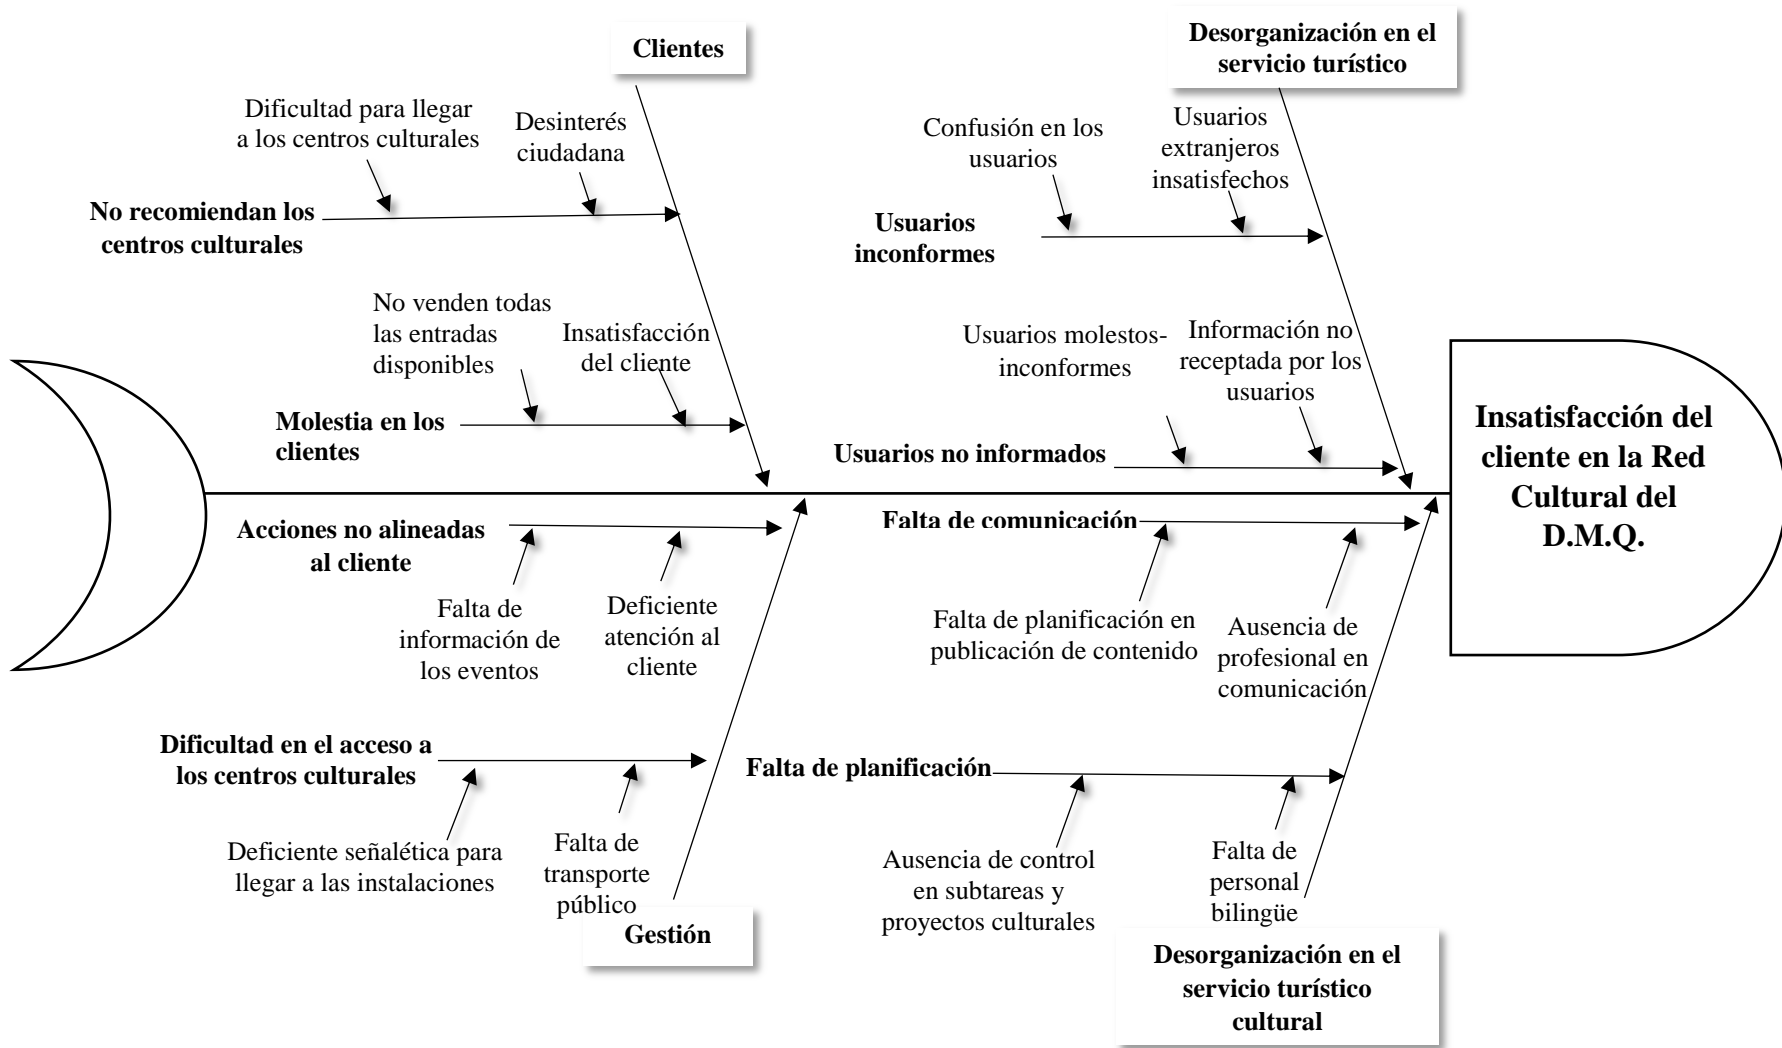 Clientes
Desorganización en el
servicio turístico
Dificultad para llegar
a los centros culturales
Desinterés
ciudadana
Confusión en los
usuarios
Usuarios
extranjeros
insatisfechos
No recomiendan los
centros culturales
Usuarios
inconformes
No venden todas
las entradas
disponibles
Insatisfacción
del cliente
Usuarios molestos-
inconformes
Información no
receptada por los
usuarios
Molestia en los
clientes
Usuarios no informados
Insatisfacción del
cliente en la Red
Cultural del
D.M.Q.
Acciones no alineadas
al cliente
Falta de comunicación
Falta de
información de
los eventos
Deficiente
atención al
cliente
Falta de planificación en
publicación de contenido
Ausencia de
profesional en
comunicación
Dificultad en el acceso a
los centros culturales
Falta de planificación
Deficiente señalética para
llegar a las instalaciones
Falta de
transporte
público
Ausencia de control
en subtareas y
proyectos culturales
Falta de
personal
bilingüe
Gestión
Desorganización en el
servicio turístico
cultural